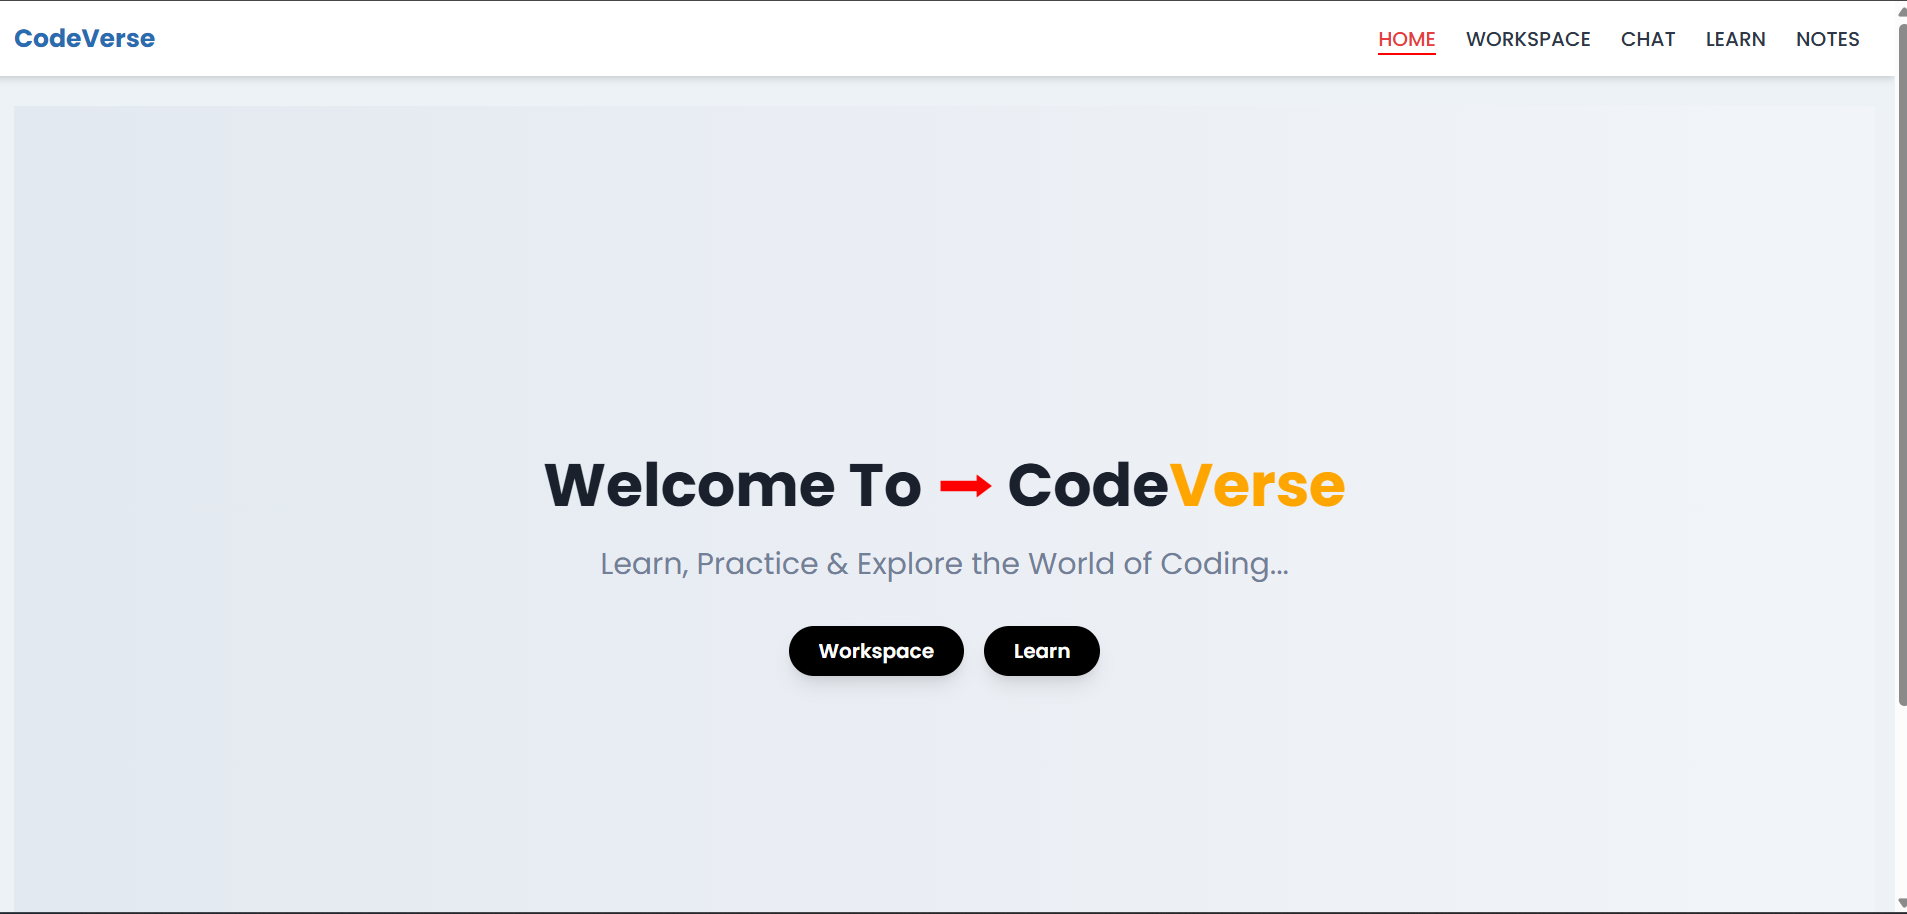 CodeVerse
HOME WORKSPACE CHAT LEARN NOTES
Welcome To ➡ CodeVerse
Learn, Practice & Explore the World of Coding...
Workspace Learn